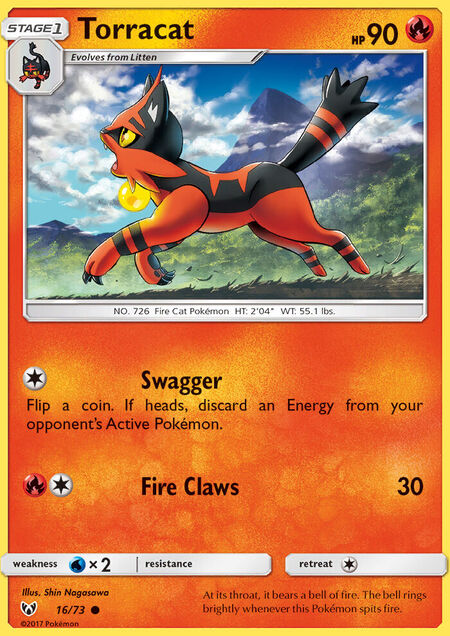 STAGE1
Torracat
HP 90
Evolves from Litten
NO. 726 Fire Cat Pokémon HT: 2'04" WT: 55.1 lbs.
Swagger
Flip a coin. If heads, discard an Energy from your
opponent's Active Pokémon.
Fire Claws 30
weakness × 2 resistance retreat
Illus. Shin Nagasawa
16/73
©2017 Pokémon
At its throat, it bears a bell of fire. The bell rings
brightly whenever this Pokémon spits fire.